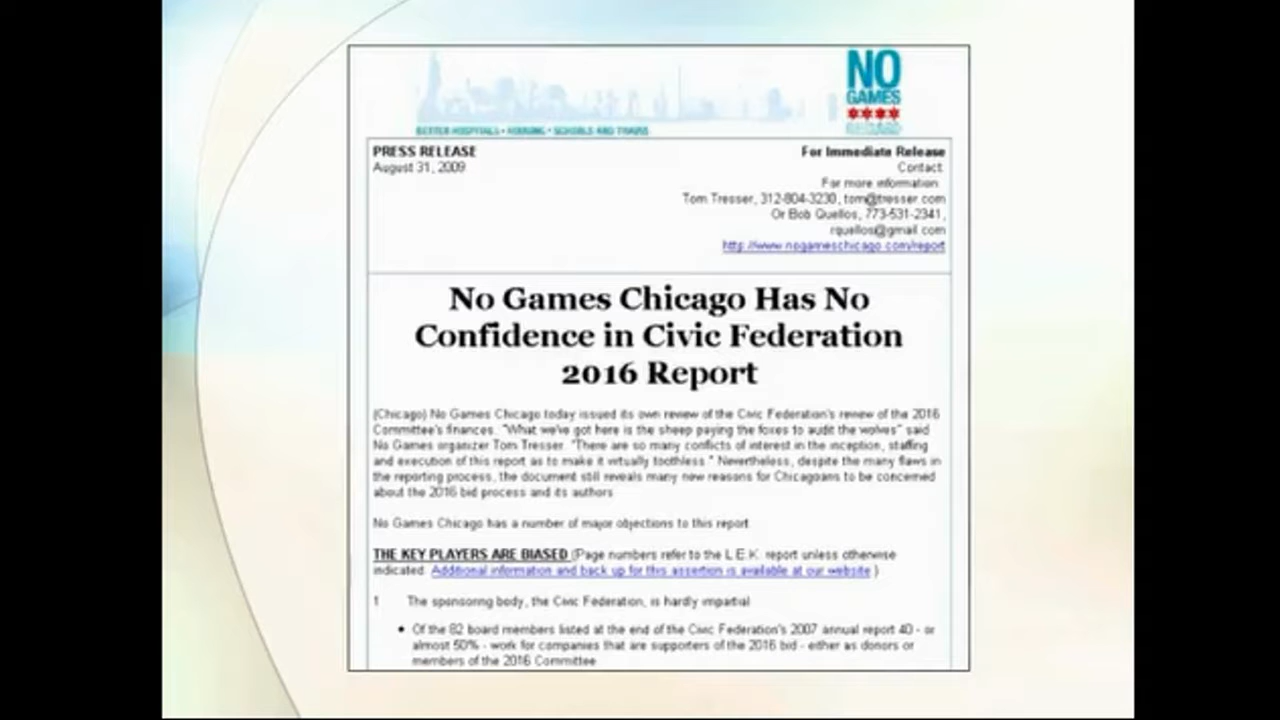 NO
GAMES
CHICAGO
BETTER HOSPITALS • HOUSING • SCHOOLS AND TRAINS
PRESS RELEASE
August 31, 2009
For Immediate Release
Contact
For more information
Tom Tresser, 312-804-3230, tom@tresser.com
Or Bob Quellos, 773-531-2341,
rquellos@gmail.com
http://www.nogameschicago.com/report
No Games Chicago Has No
Confidence in Civic Federation
2016 Report
(Chicago) No Games Chicago today issued its own review of the Civic Federation's review of the 2016
Committee's finances. "What we've got here is the sheep paying the foxes to audit the wolves" said
No Games organizer Tom Tresser. "There are so many conflicts of interest in the inception, staffing
and execution of this report as to make it virtually toothless." Nevertheless, despite the many flaws in
the reporting process, the document still reveals many new reasons for Chicagoans to be concerned
about the 2016 bid process and its authors
No Games Chicago has a number of major objections to this report
THE KEY PLAYERS ARE BIASED (Page numbers refer to the L.E.K. report unless otherwise
indicated. Additional information and back up for this assertion is available at our website.)
1 The sponsoring body, the Civic Federation, is hardly impartial
• Of the 82 board members listed at the end of the Civic Federation's 2007 annual report 40 - or
almost 50% - work for companies that are supporters of the 2016 bid - either as donors or
members of the 2016 Committee